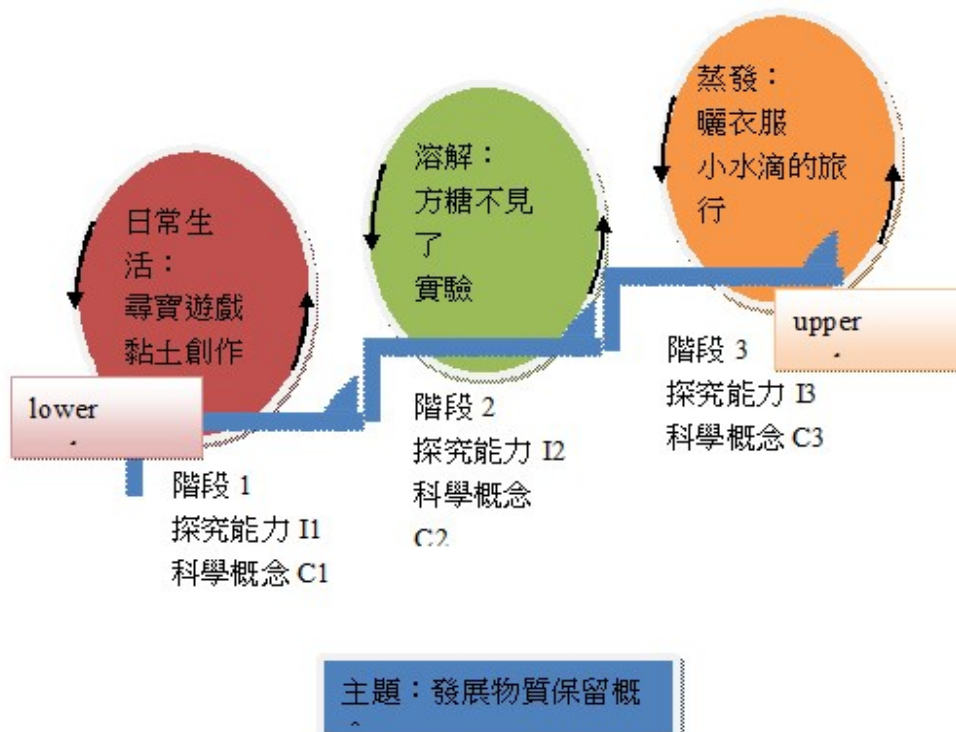 日常生
活：
尋寶遊戲
黏土創作
lower
階段 1
探究能力 I1
科學概念 C1
溶解：
方糖不見
了
實驗
階段 2
探究能力 I2
科學概念
C2
蒸發：
曬衣服
小水滴的旅
行
upper
階段 3
探究能力 I3
科學概念 C3
主題：發展物質保留概